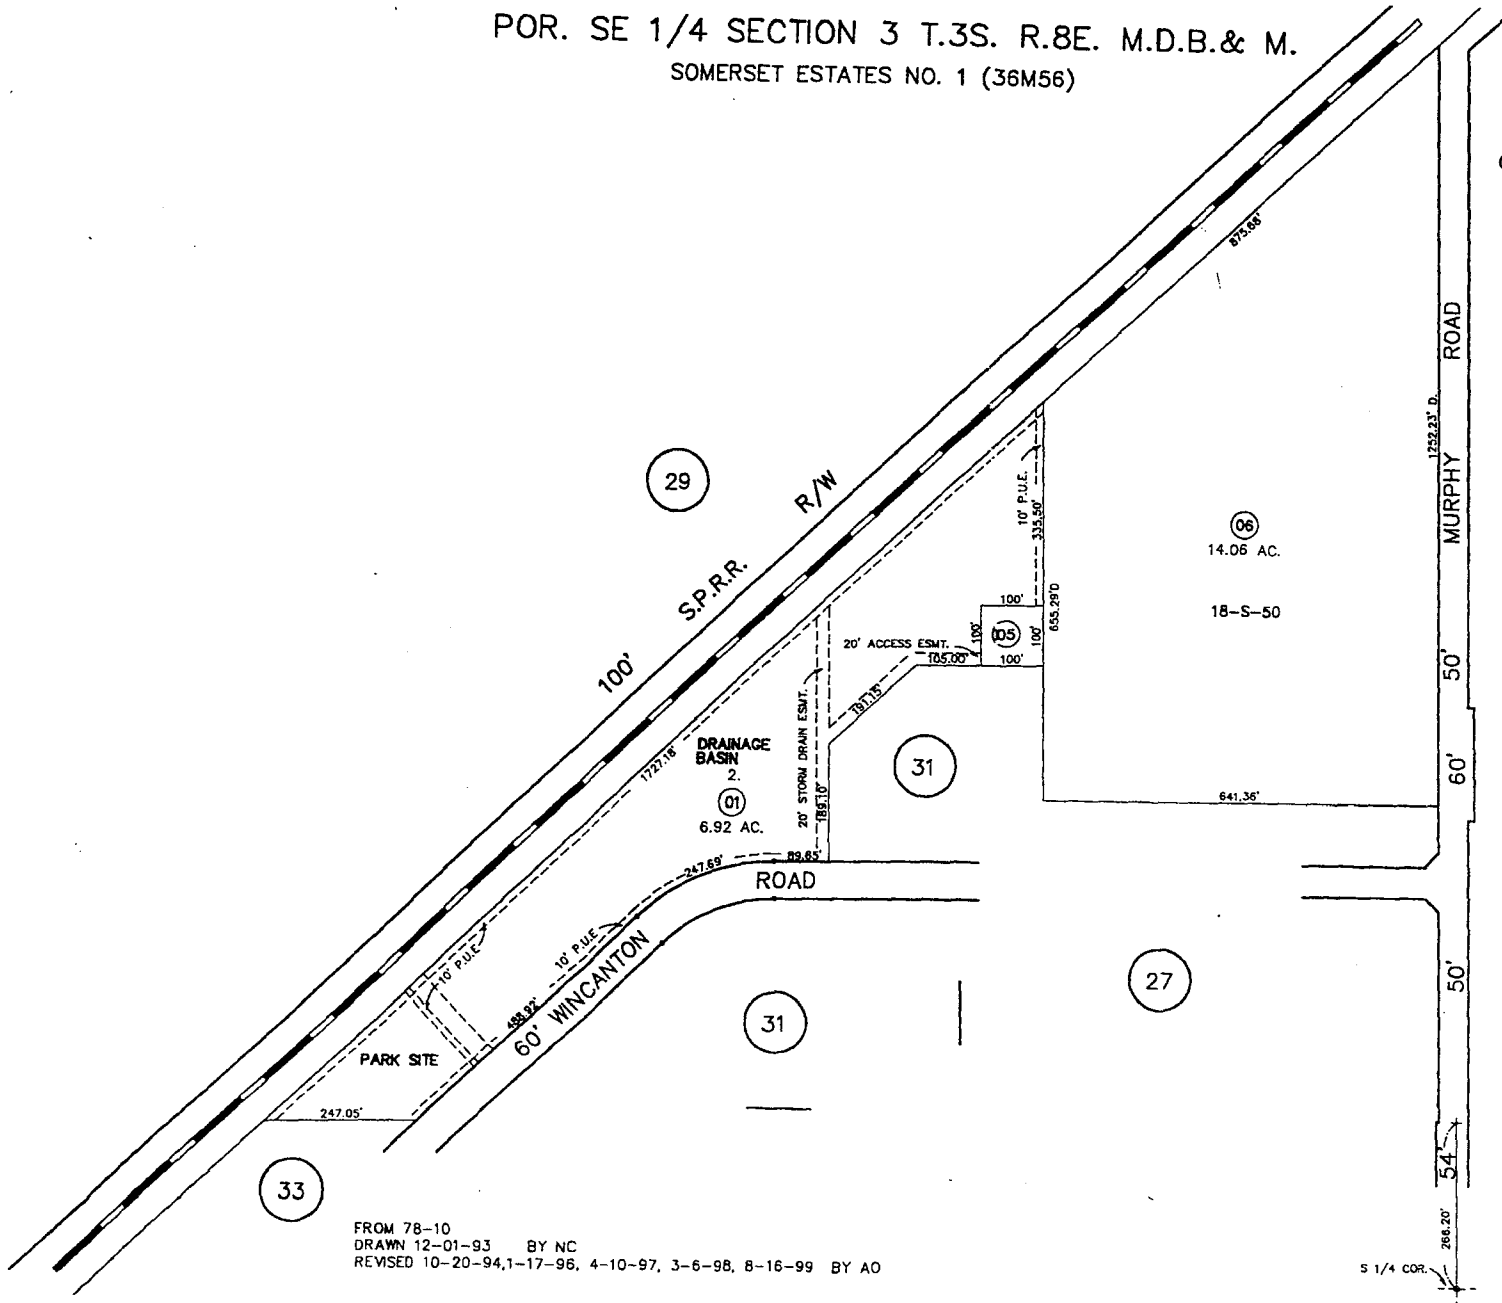 POR. SE 1/4 SECTION 3 T.3S. R.8E. M.D.B.& M.
SOMERSET ESTATES NO. 1 (36M56)
875.68'
MURPHY ROAD
1252.23' D.
29
R/W
S.P.R.R.
100'
10' P.U.E.
335.50'
06
14.06 AC.
18-S-50
100'
100'
05
100'
100'
655.29'D
20' ACCESS ESMT.
105.00'
191.15'
50'
60'
20' STORM DRAIN ESMT.
189.10'
1727.18'
DRAINAGE
BASIN
2.
01
6.92 AC.
31
641.36'
89.65'
247.69'
ROAD
10' P.U.E
10' P.U.E
488.92'
60' WINCANTON
27
50'
31
PARK SITE
247.05'
33
54'
266.20'
S 1/4 COR.
FROM 78-10
DRAWN 12-01-93 BY NC
REVISED 10-20-94,1-17-96, 4-10-97, 3-6-98, 8-16-99 BY AO